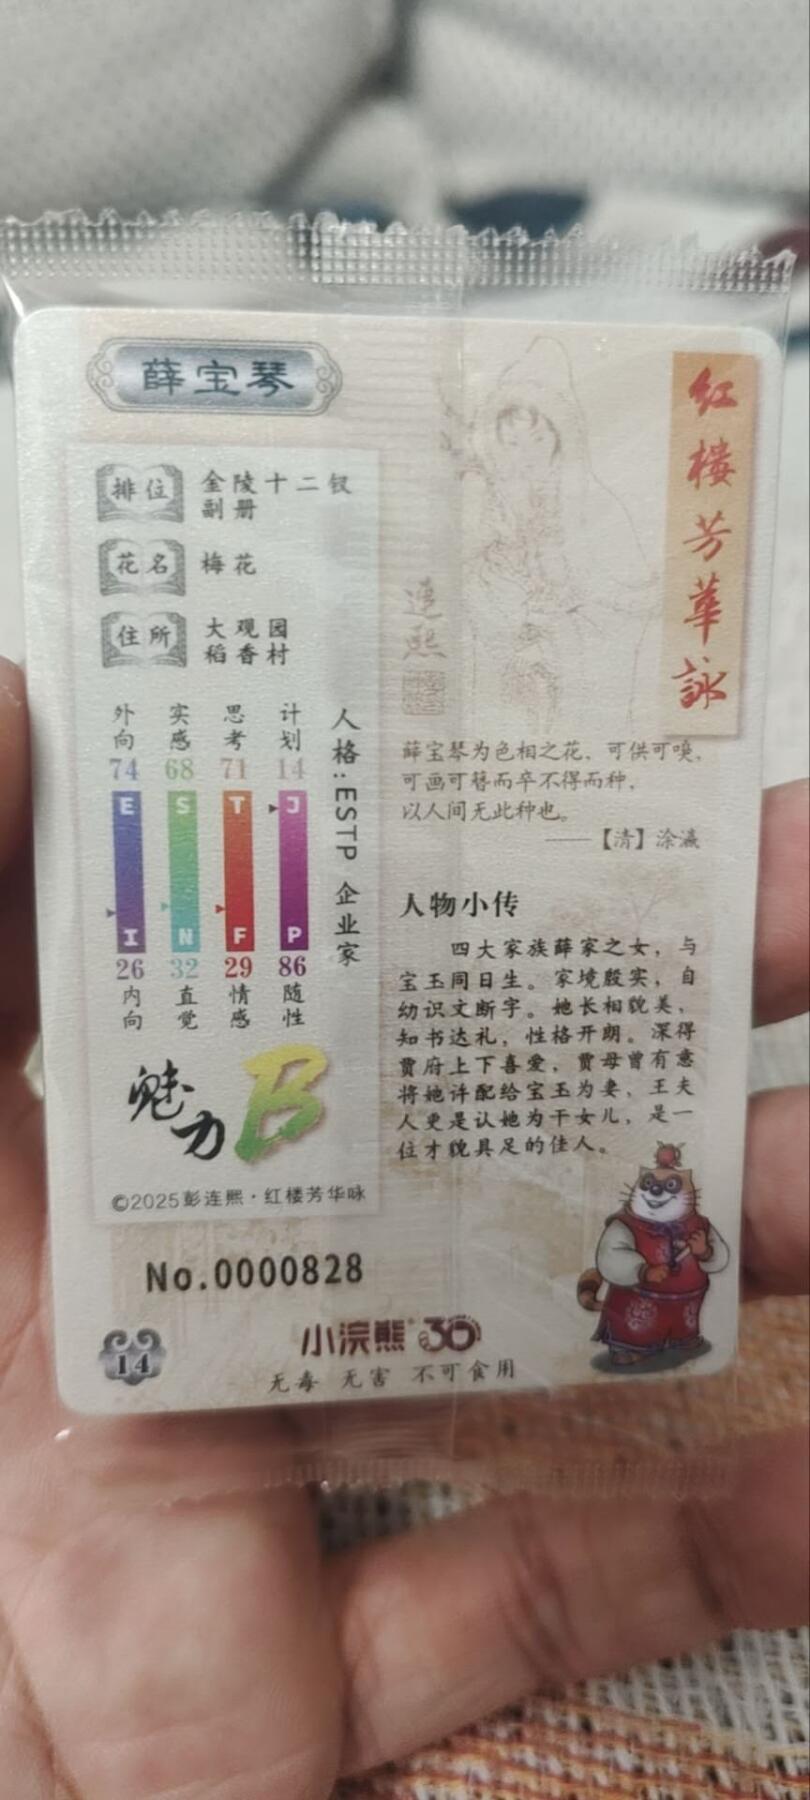 薛宝琴
红楼芳華詠
排位
金陵十二钗
副册
花名
梅花
住所
大观园
稻香村
外向 实感 思考 计划
74 68 71 14
E S T J
I N F P
26 32 29 86
内向 直觉 情感 随性
人格:ESTP 企业家
连熙
薛宝琴为色相之花，可供可嗅，
可画可簪而卒不得而种，
以人间无此种也。
——【清】涂瀛
人物小传
四大家族薛家之女，与
宝玉同日生。家境殷实，自
幼识文断字。她长相貌美，
知书达礼，性格开朗。深得
贾府上下喜爱，贾母曾有意
将她许配给宝玉为妻，王夫
人更是认她为干女儿，是一
位才貌具足的佳人。
魅力B
©2025彭连熙·红楼芳华咏
No.0000828
14
小浣熊 30
无毒 无害 不可食用